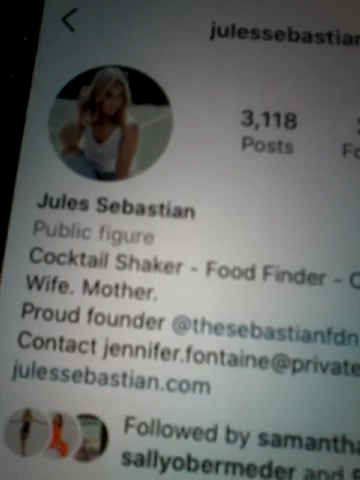 julessebastian
3,118
Posts
Jules Sebastian
Public figure
Cocktail Shaker - Food Finder -
Wife. Mother.
Proud founder @thesebastianfdn
Contact jennifer.fontaine@private
julessebastian.com
Followed by samantha
sallyobermeder and